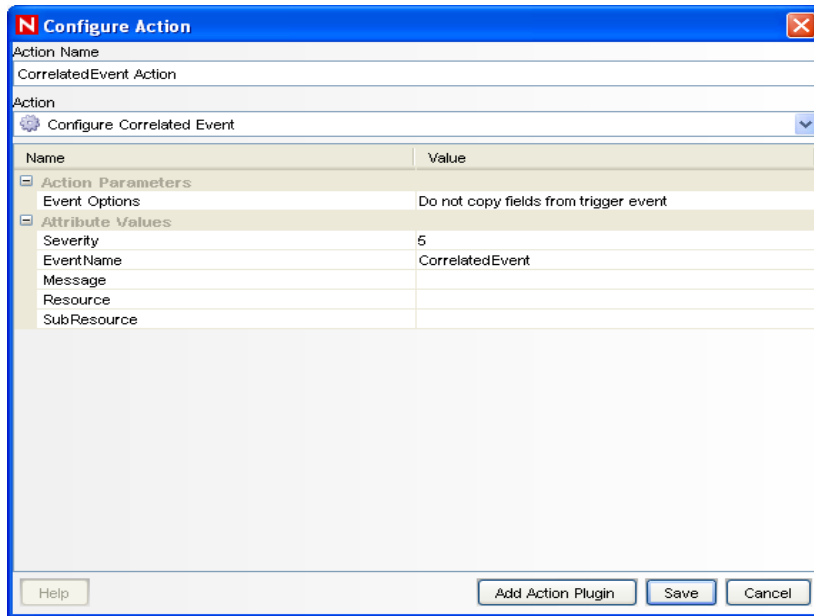 N Configure Action
Action Name
CorrelatedEvent Action
Action
Configure Correlated Event
Name Value
Action Parameters
Event Options Do not copy fields from trigger event
Attribute Values
Severity 5
EventName CorrelatedEvent
Message
Resource
SubResource
Help Add Action Plugin Save Cancel